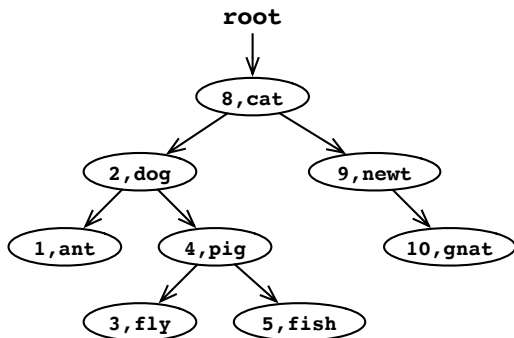 root
8,cat
2,dog
9,newt
1,ant
4,pig
10,gnat
3,fly
5,fish